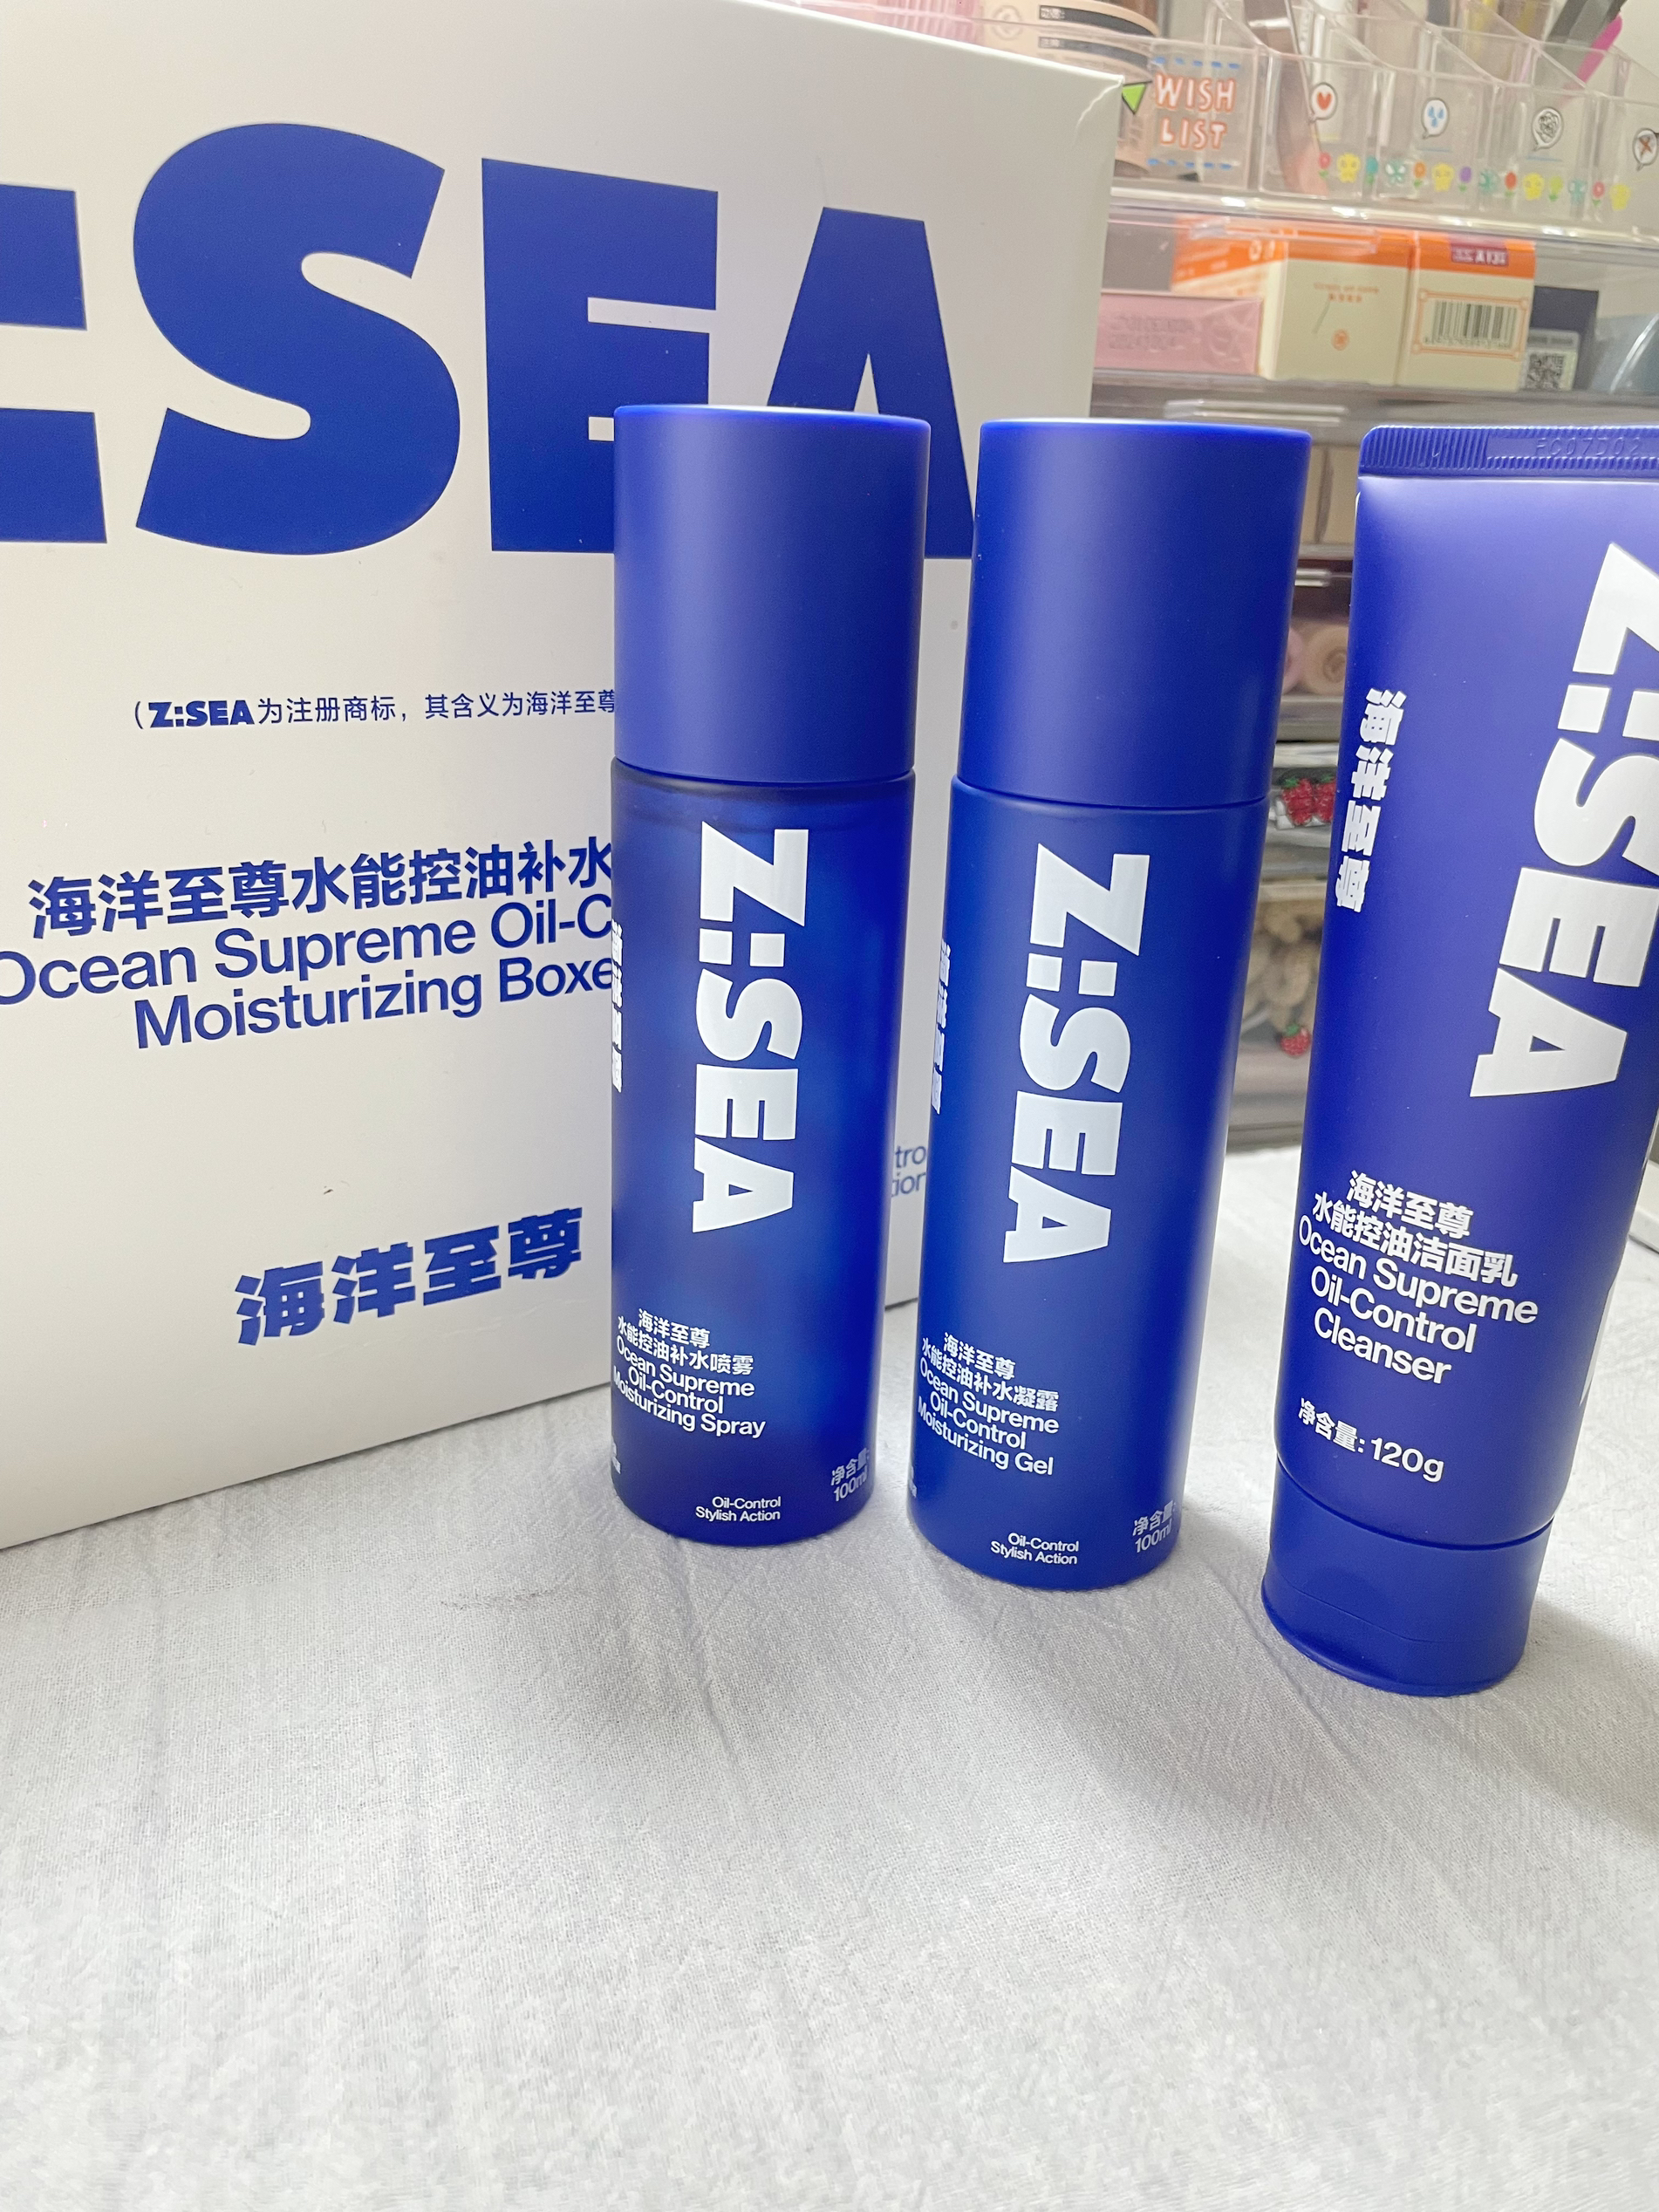 :SEA
（Z:SEA为注册商标，其含义为海洋至尊
海洋至尊水能控油补水
Ocean Supreme Oil-C
Moisturizing Boxe
海洋至尊
tro
tion
Z:SEA
海洋至尊
水能控油补水喷雾
Ocean Supreme
Oil-Control
Moisturizing Spray
Oil-Control
Stylish Action
净含量:
100ml
Z:SEA
海洋至尊
海洋至尊
水能控油补水凝露
Ocean Supreme
Oil-Control
Moisturizing Gel
Oil-Control
Stylish Action
净含量:
100ml
Z:SEA
海洋至尊
海洋至尊
水能控油洁面乳
Ocean Supreme
Oil-Control
Cleanser
净含量: 120g
WISH
LIST